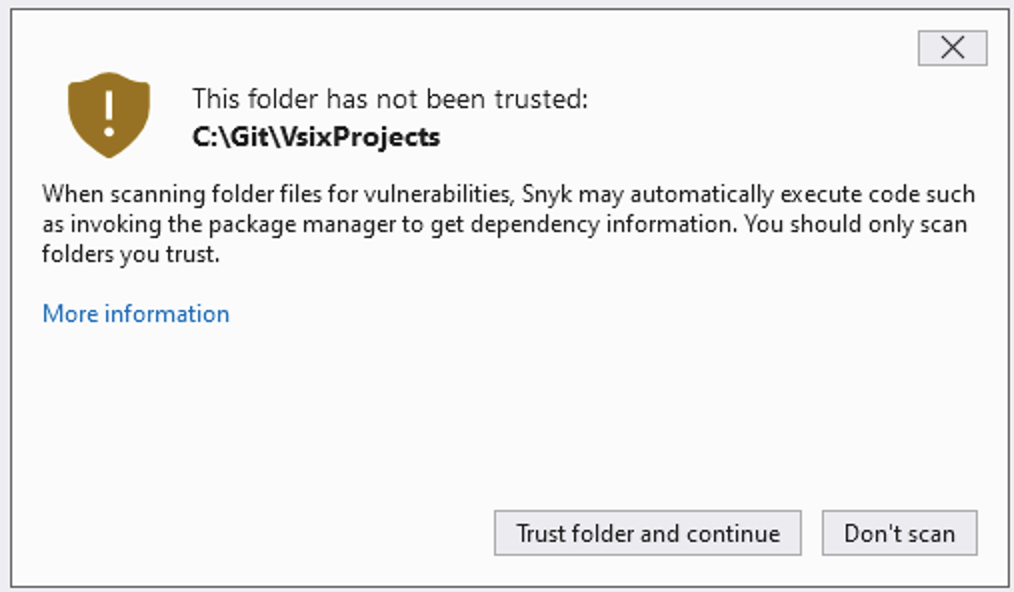 This folder has not been trusted:
C:\Git\VsixProjects
When scanning folder files for vulnerabilities, Snyk may automatically execute code such
as invoking the package manager to get dependency information. You should only scan
folders you trust.
More information
Trust folder and continue
Don't scan